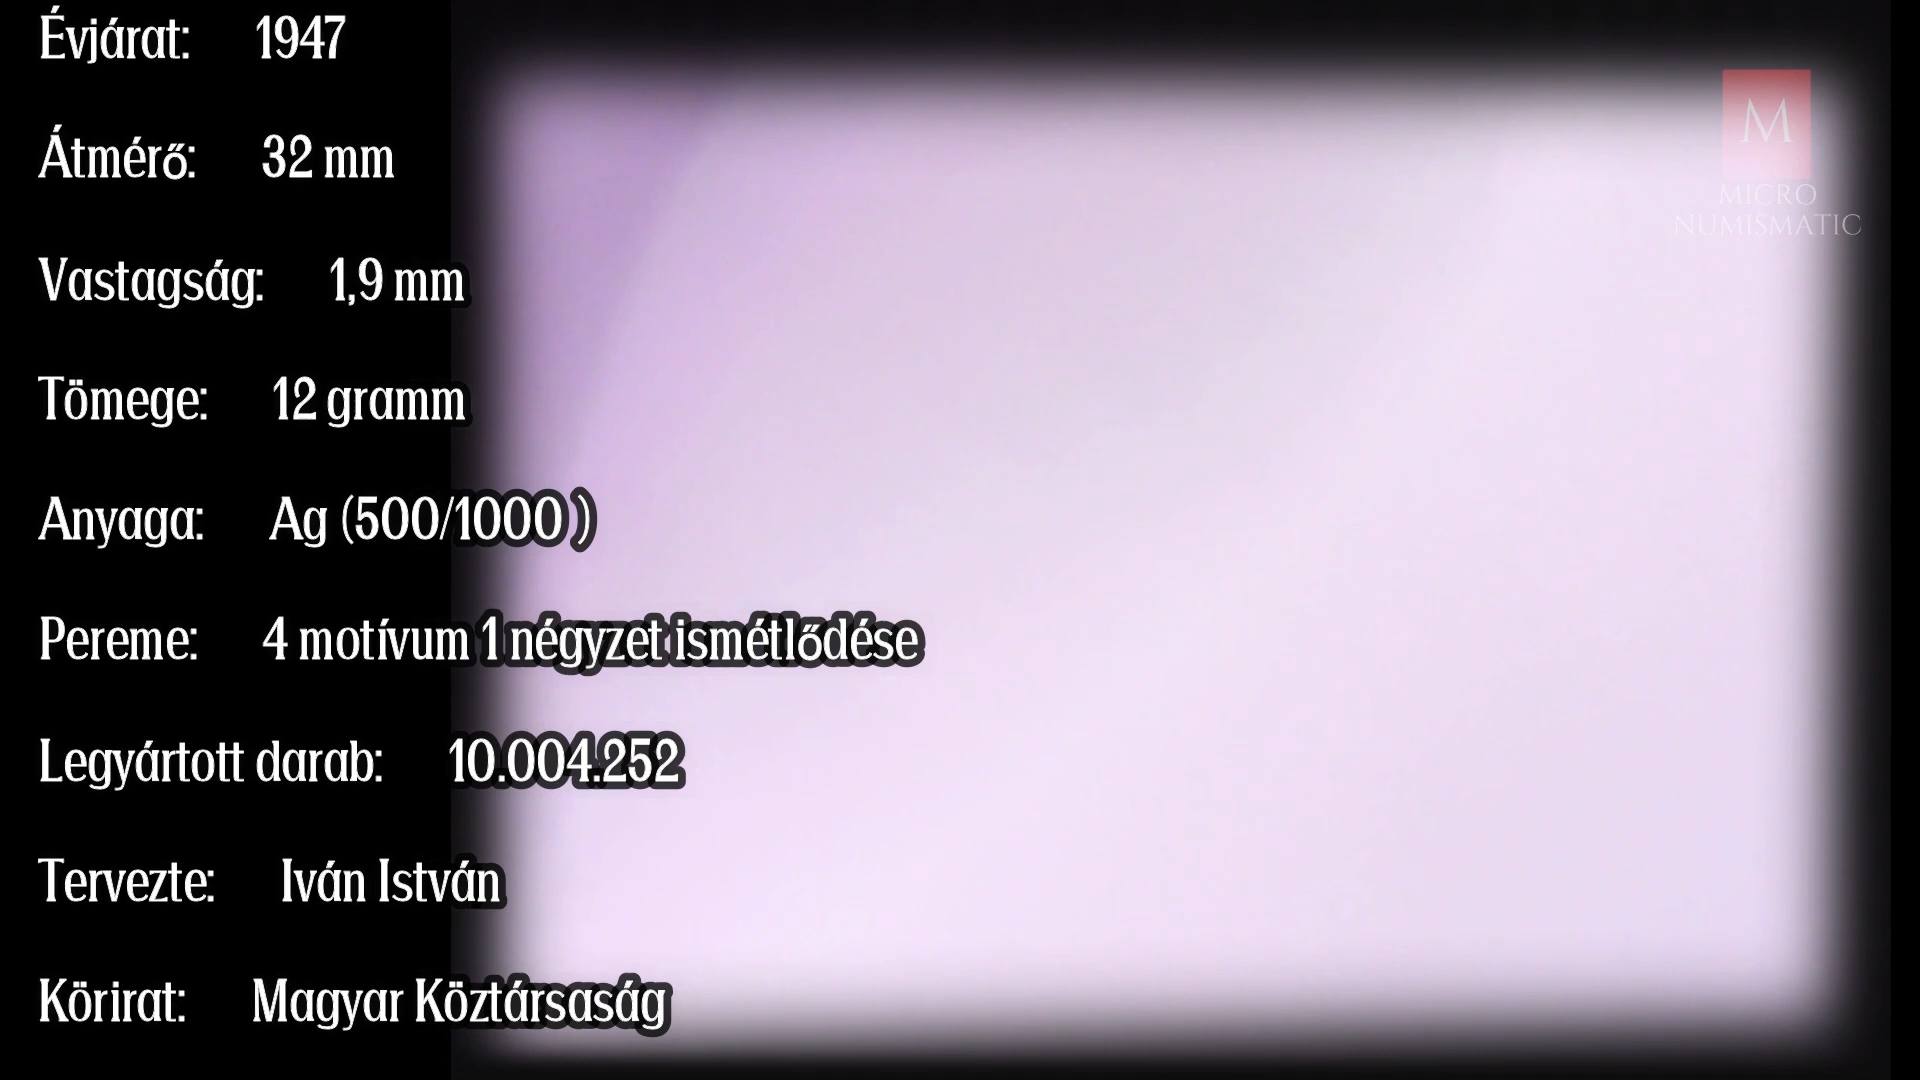 Évjárat: 1947
Átmérő: 32 mm
Vastagság: 1,9 mm
Tömege: 12 gramm
Anyaga: Ag (500/1000)
Pereme: 4 motívum 1 négyzet ismétlődése
Legyártott darab: 10.004.252
Tervezte: Iván István
Körirat: Magyar Köztársaság
M
MICRO
NUMISMATIC